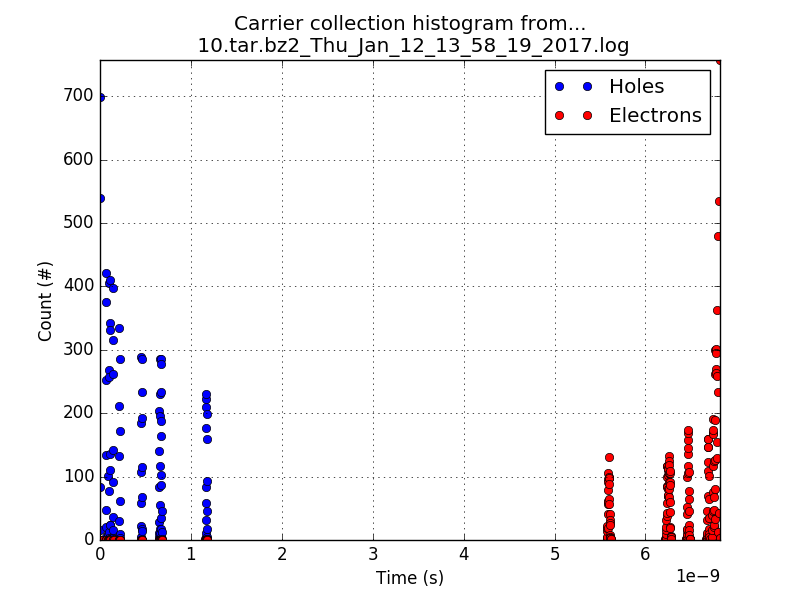 Carrier collection histogram from...
10.tar.bz2_Thu_Jan_12_13_58_19_2017.log
Holes
Electrons
700
600
500
400
300
200
100
0
Count (#)
0 1 2 3 4 5 6
1e−9
Time (s)